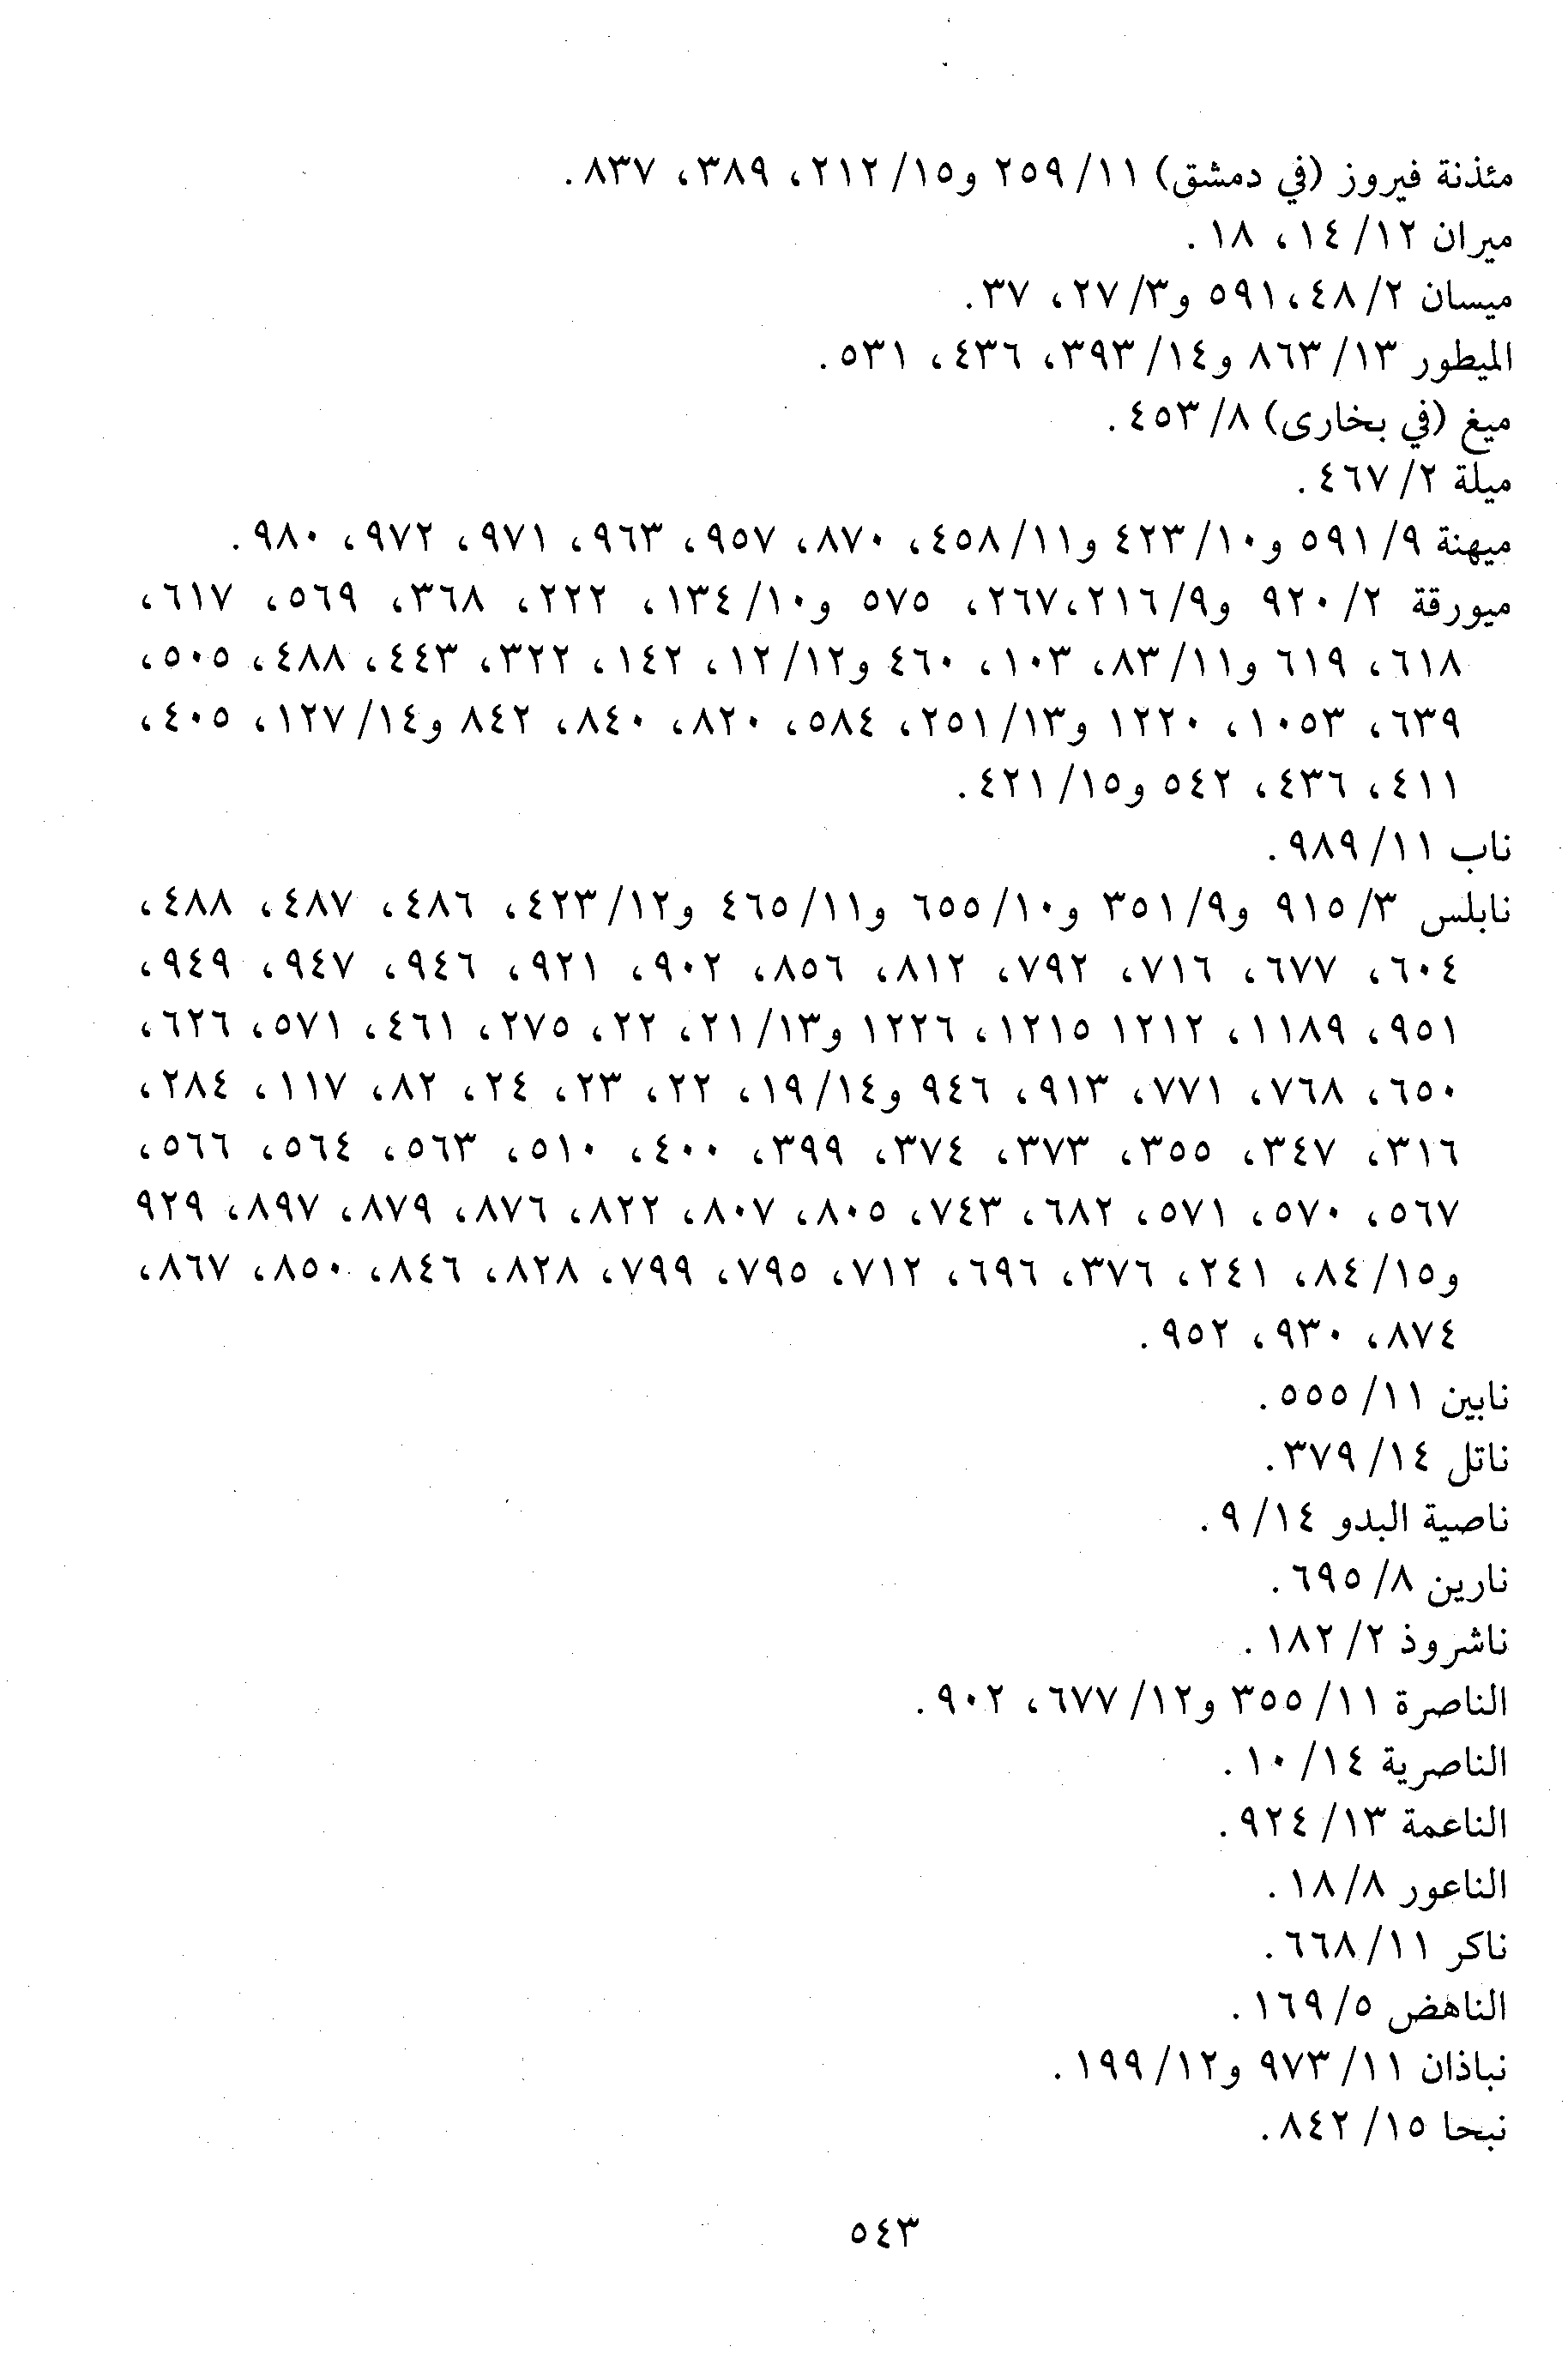 مئذنة فيروز (في دمشق) ١١/ ٢٥٩ و١٥/ ٢١٢، ٣٨٩، ٨٣٧.
ميران ١٢/ ١٤، ١٨.
ميسان ٢/ ٤٨، ٥٩١ و٣/ ٢٧، ٣٧.
الميطور ١٣/ ٨٦٣ و١٤/ ٣٩٣، ٤٣٦، ٥٣١.
ميغ (في بخارى) ٨/ ٤٥٣.
ميلة ٢/ ٤٦٧.
ميهنة ٩/ ٥٩١ و١٠/ ٤٢٣ و١١/ ٤٥٨، ٨٧٠، ٩٥٧، ٩٦٣، ٩٧١، ٩٧٢، ٩٨٠.
ميورقة ٢/ ٩٢٠ و٩/ ٢١٦، ٢٦٧، ٥٧٥ و١٠/ ١٣٤، ٢٢٢، ٣٦٨، ٥٦٩، ٦١٧،
٦١٨، ٦١٩ و١١/ ٨٣، ١٠٣، ٤٦٠ و١٢/ ١٢، ١٤٢، ٣٢٢، ٤٤٣، ٤٨٨، ٥٠٥،
٦٣٩، ١٠٥٣، ١٢٢٠ و١٣/ ٢٥١، ٥٨٤، ٨٢٠، ٨٤٠، ٨٤٢ و١٤/ ١٢٧، ٤٠٥،
٤١١، ٤٣٦، ٥٤٢ و١٥/ ٤٢١.
ناب ١١/ ٩٨٩.
نابلس ٣/ ٩١٥ و٩/ ٣٥١ و١٠/ ٦٥٥ و١١/ ٤٦٥ و١٢/ ٤٢٣، ٤٨٦، ٤٨٧، ٤٨٨،
٦٠٤، ٦٧٧، ٧١٦، ٧٩٢، ٨١٢، ٨٥٦، ٩٠٢، ٩٢١، ٩٤٦، ٩٤٧، ٩٤٩،
٩٥١، ١١٨٩، ١٢١٢ ١٢١٥، ١٢٢٦ و١٣/ ٢١، ٢٢، ٢٧٥، ٤٦١، ٥٧١، ٦٢٦،
٦٥٠، ٧٦٨، ٧٧١، ٩١٣، ٩٤٦ و١٤/ ١٩، ٢٢، ٢٣، ٢٤، ٨٢، ١١٧، ٢٨٤،
٣١٦، ٣٤٧، ٣٥٥، ٣٧٣، ٣٧٤، ٣٩٩، ٤٠٠، ٥١٠، ٥٦٣، ٥٦٤، ٥٦٦،
٥٦٧، ٥٧٠، ٥٧١، ٦٨٢، ٧٤٣، ٨٠٥، ٨٠٧، ٨٢٢، ٨٧٦، ٨٧٩، ٨٩٧، ٩٢٩
و١٥/ ٨٤، ٢٤١، ٣٧٦، ٦٩٦، ٧١٢، ٧٩٥، ٧٩٩، ٨٢٨، ٨٤٦، ٨٥٠، ٨٦٧،
٨٧٤، ٩٣٠، ٩٥٢.
نابين ١١/ ٥٥٥.
ناتل ١٤/ ٣٧٩.
ناصية البدو ١٤/ ٩.
نارين ٨/ ٦٩٥.
ناشروذ ٢/ ١٨٢.
الناصرة ١١/ ٣٥٥ و١٢/ ٦٧٧، ٩٠٢.
الناصرية ١٤/ ١٠.
الناعمة ١٣/ ٩٢٤.
الناعور ٨/ ١٨.
ناكر ١١/ ٦٦٨.
الناهض ٥/ ١٦٩.
نباذان ١١/ ٩٧٣ و١٢/ ١٩٩.
نبحا ١٥/ ٨٤٢.
٥٤٣